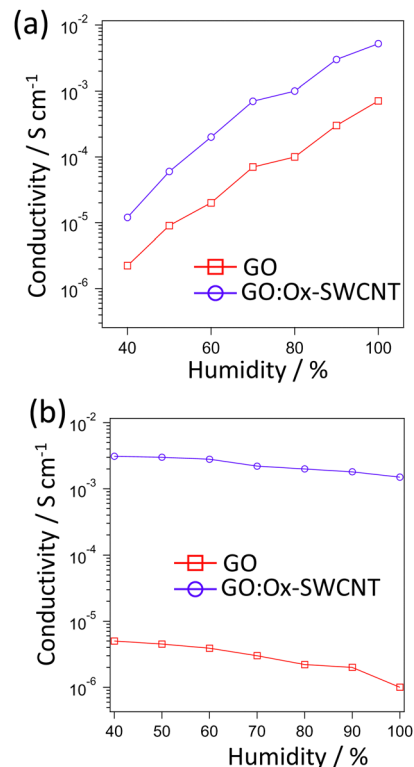 (a)
10⁻²
10⁻³
10⁻⁴
10⁻⁵
10⁻⁶
Conductivity / S cm⁻¹
GO
GO:Ox-SWCNT
40 60 80 100
Humidity / %
(b)
10⁻²
10⁻³
10⁻⁴
10⁻⁵
10⁻⁶
Conductivity / S cm⁻¹
GO
GO:Ox-SWCNT
40 50 60 70 80 90 100
Humidity / %